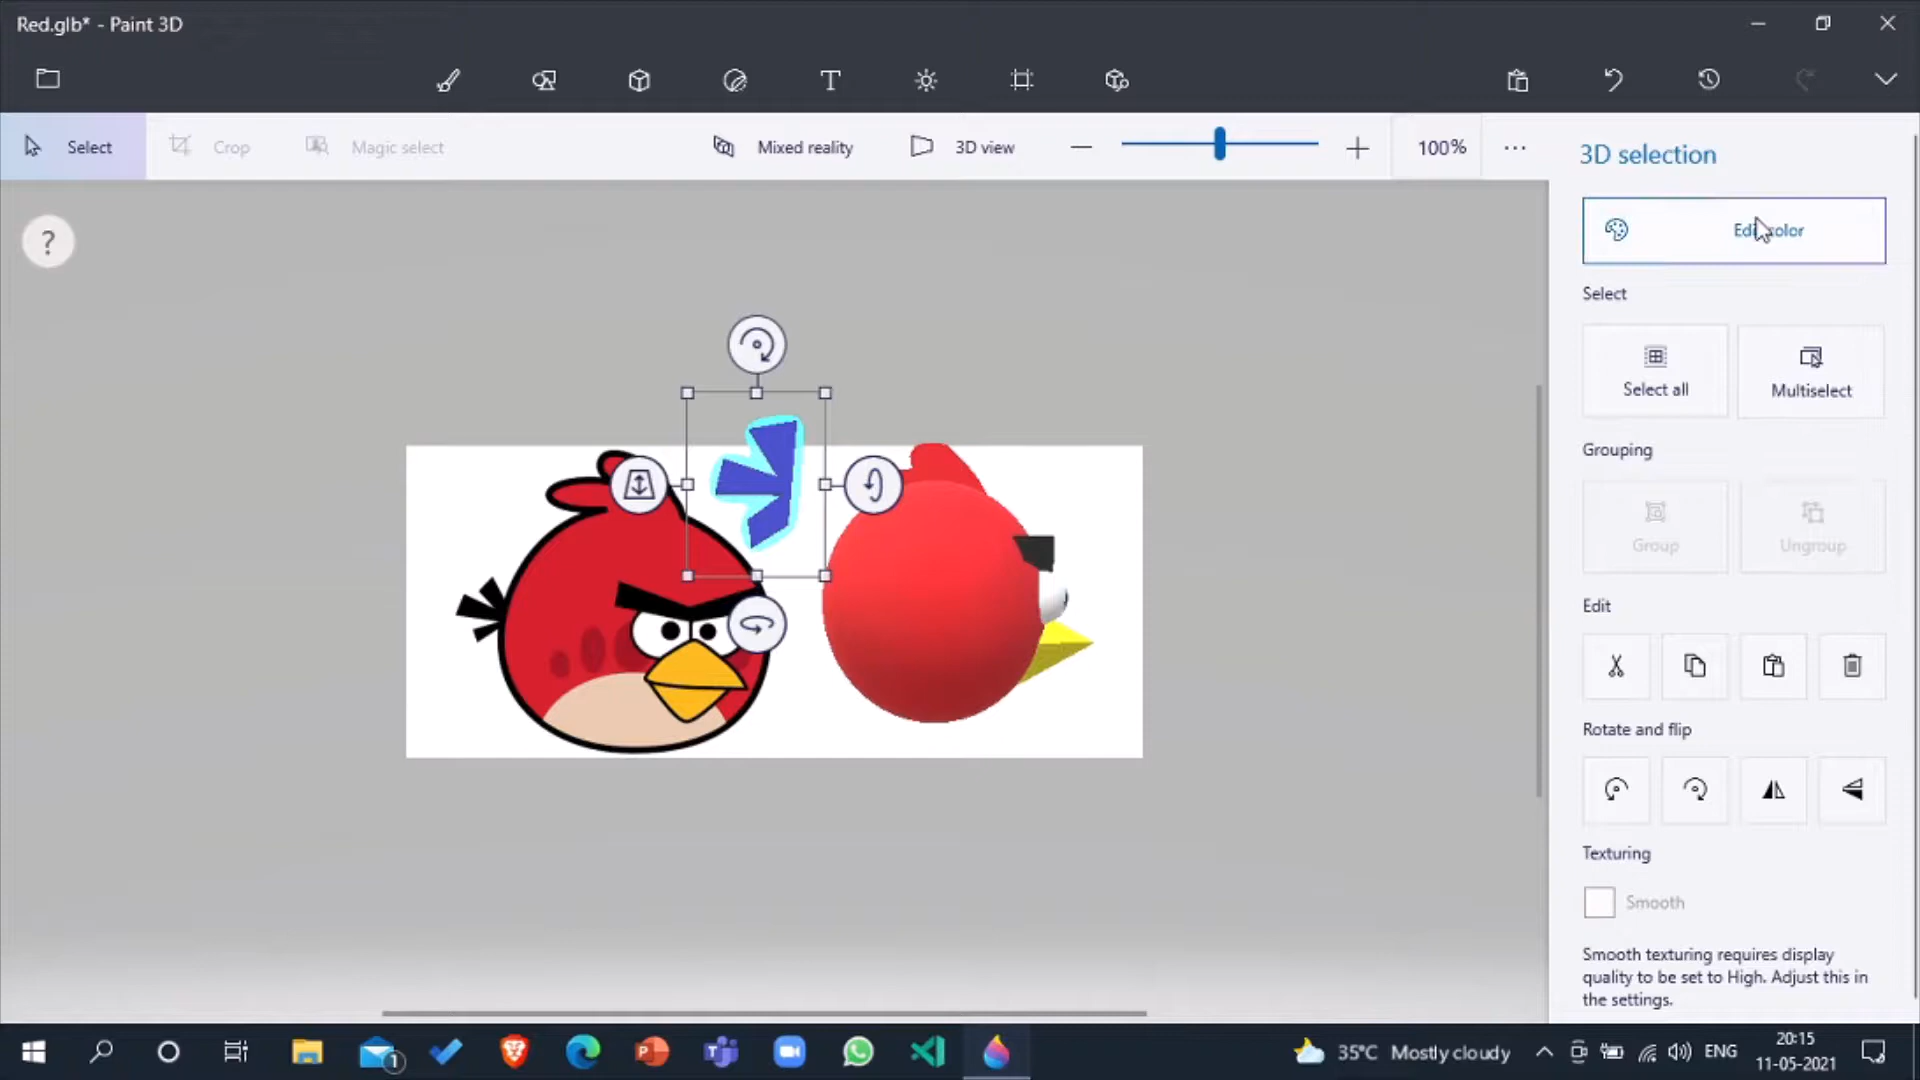 Red.glb* - Paint 3D
Select
Crop
Magic select
Mixed reality
3D view
100%
3D selection
Edit color
Select
Select all
Multiselect
Grouping
Group
Ungroup
Edit
Rotate and flip
Texturing
Smooth
Smooth texturing requires display
quality to be set to High. Adjust this in
the settings.
?
1
35°C Mostly cloudy
ENG
20:15
11-05-2021